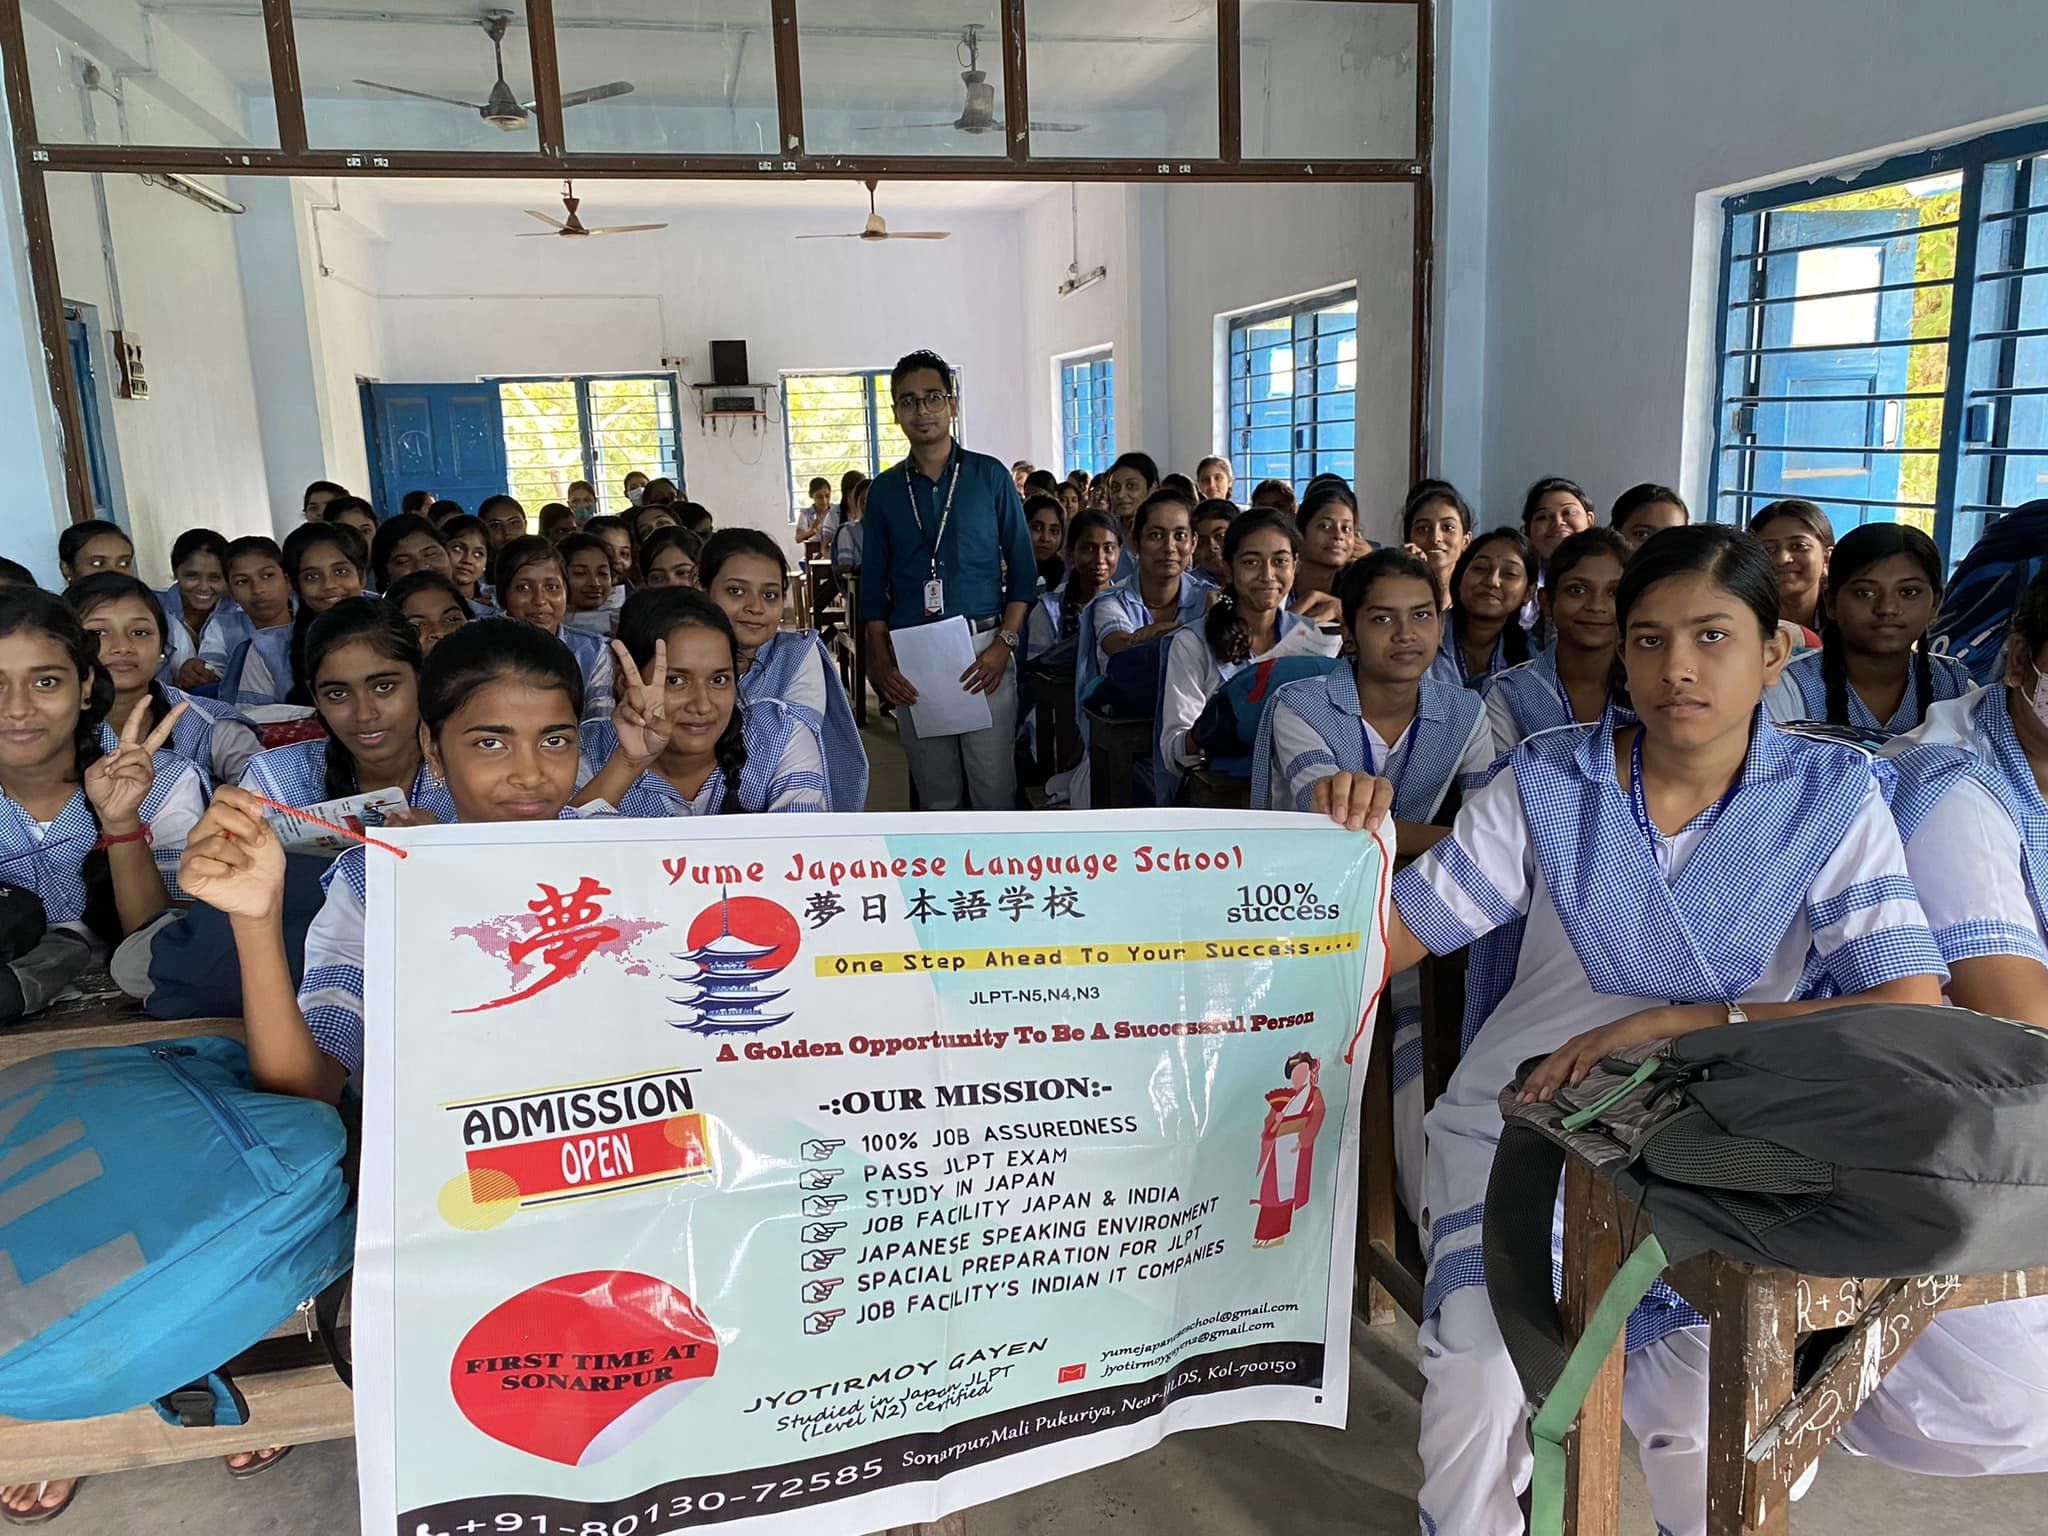 Yume Japanese Language School
夢
夢日本語学校
100%
success
One Step Ahead To Your Success....
JLPT-N5,N4,N3
A Golden Opportunity To Be A Successful Person
ADMISSION
OPEN
-:OUR MISSION:-
100% JOB ASSUREDNESS
PASS JLPT EXAM
STUDY IN JAPAN
JOB FACILITY JAPAN & INDIA
JAPANESE SPEAKING ENVIRONMENT
SPACIAL PREPARATION FOR JLPT
JOB FACILITY'S INDIAN IT COMPANIES
FIRST TIME AT
SONARPUR
JYOTIRMOY GAYEN
Studied in Japan JLPT
(Level N2) certified
yumejapaneseschool@gmail.com
jyotirmoygayen2@gmail.com
+91-80130-72585 Sonarpur,Mali Pukuriya, Near-IJLDS, Kol-700150
R+S